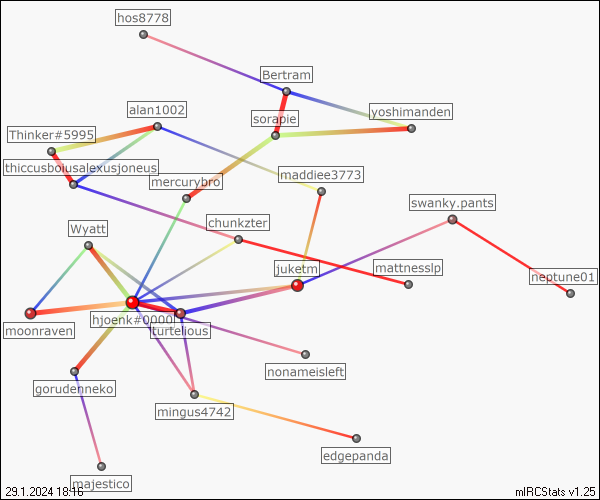 hos8778
Bertram
alan1002
yoshimanden
sorapie
Thinker#5995
thiccusboiusalexusjoneus
mercurybro
maddiee3773
swanky.pants
chunkzter
Wyatt
juketm
mattnesslp
neptune01
moonraven
hjoenk#0000
turtelious
nonameisleft
gorudenneko
mingus4742
edgepanda
majestico
29.1.2024 18:16
mIRCStats v1.25